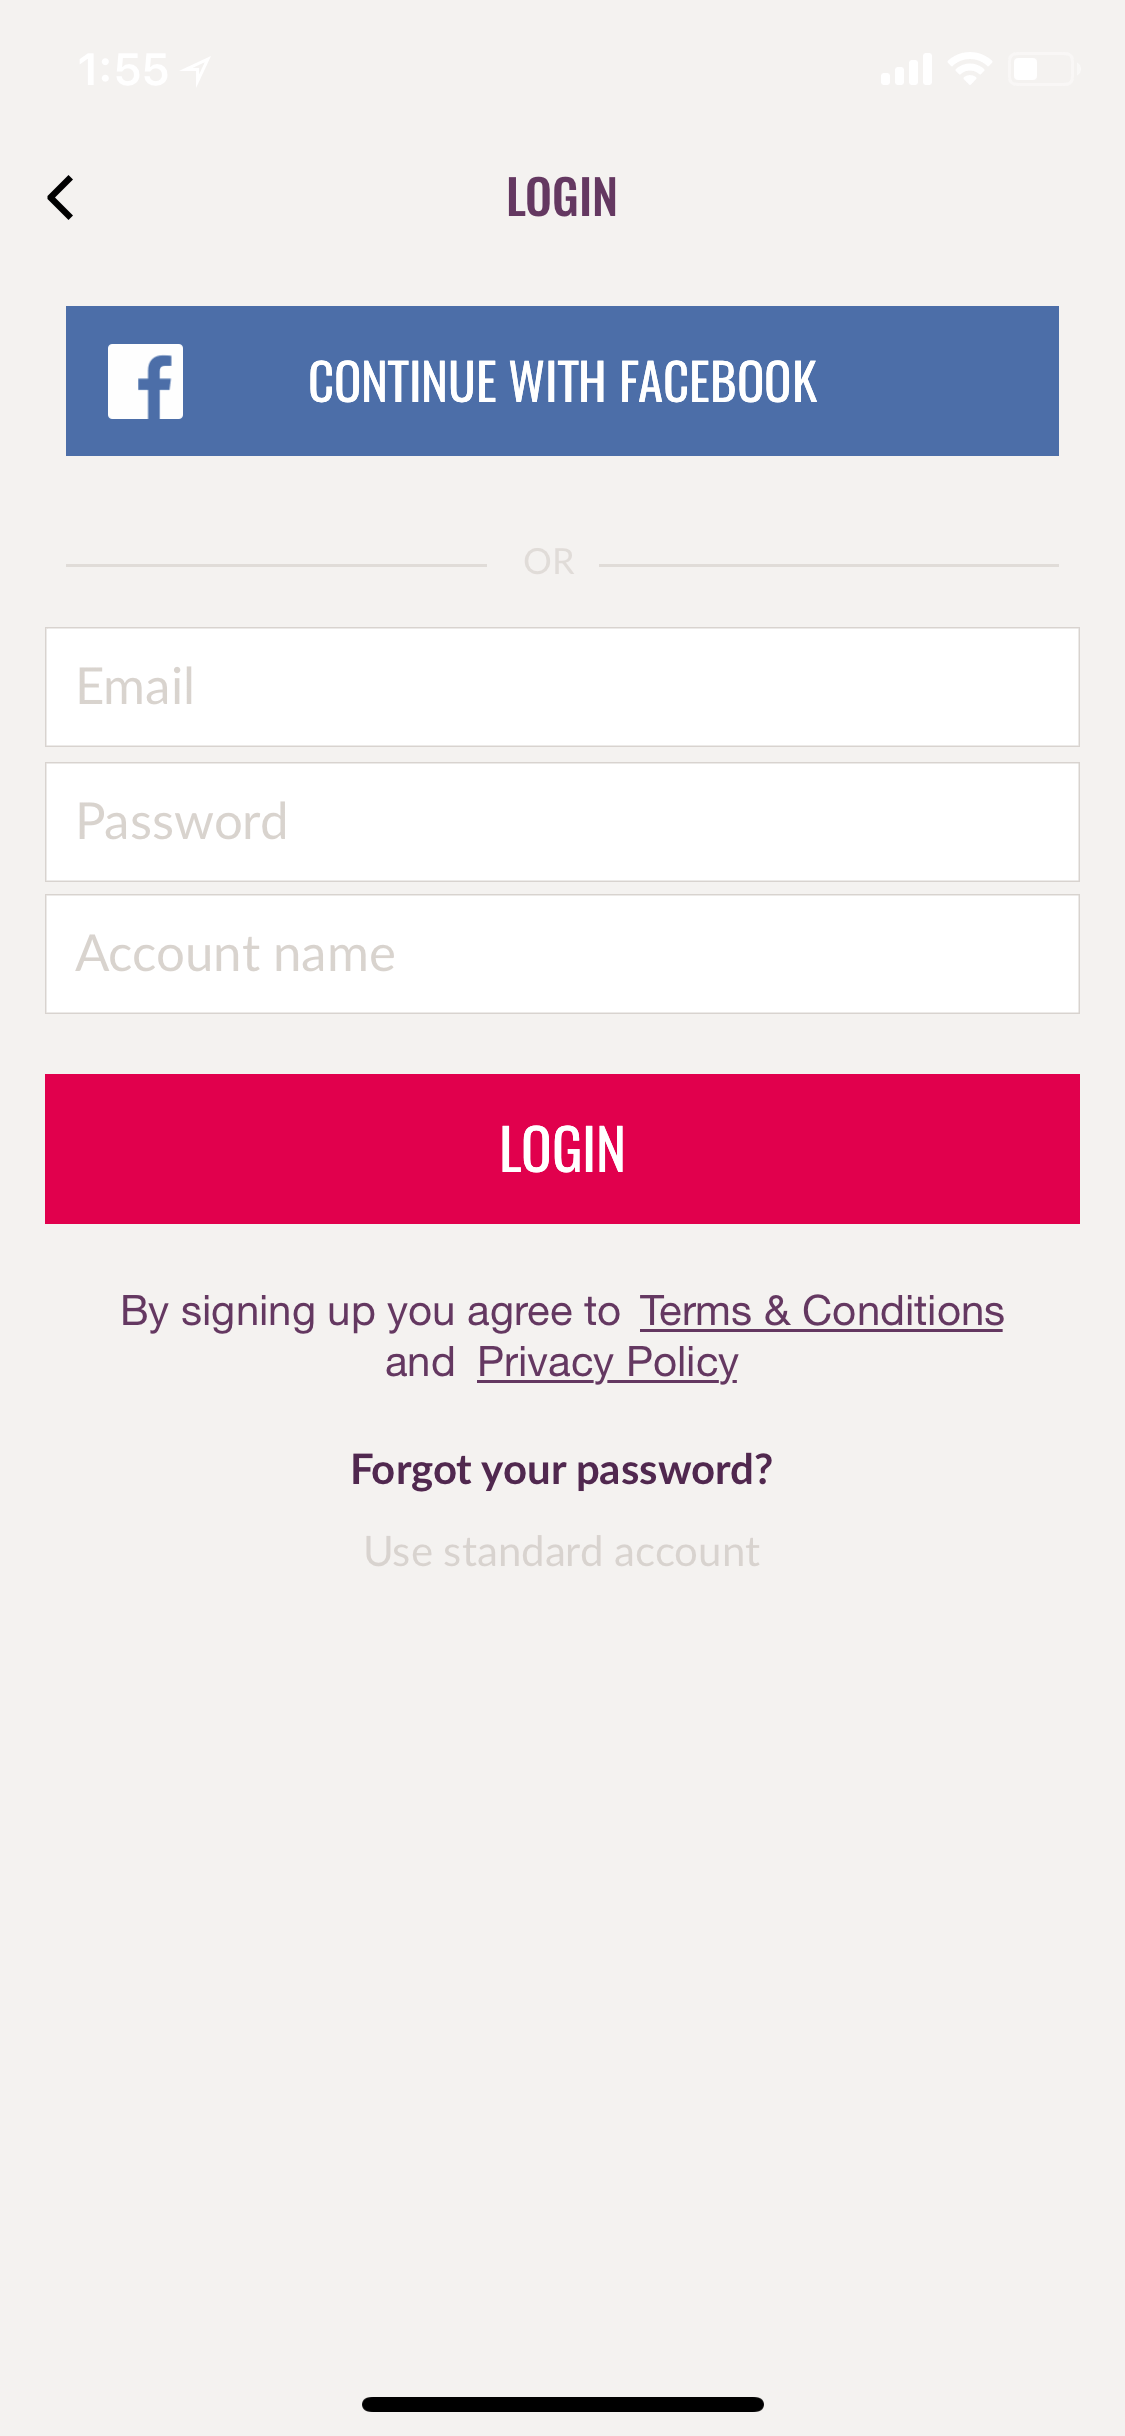 1:55
LOGIN
CONTINUE WITH FACEBOOK
OR
Email
Password
Account name
LOGIN
By signing up you agree to Terms & Conditions
and Privacy Policy
Forgot your password?
Use standard account